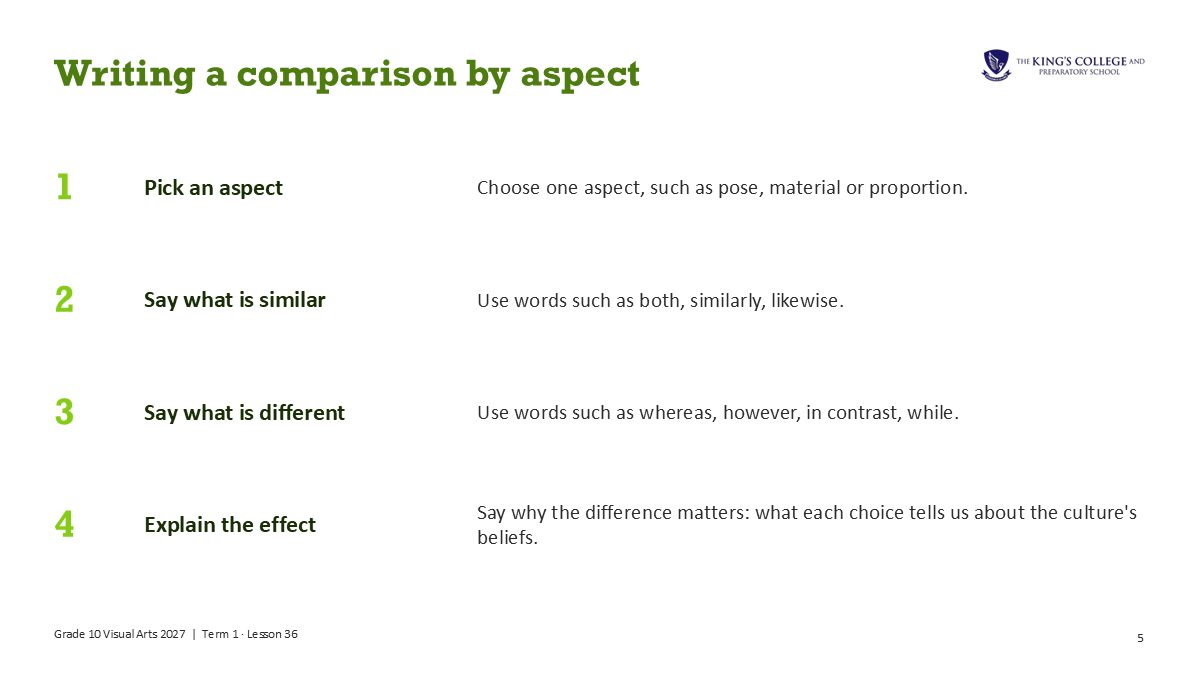 Writing a comparison by aspect
THE KING'S COLLEGE AND
PREPARATORY SCHOOL
1
Pick an aspect
Choose one aspect, such as pose, material or proportion.
2
Say what is similar
Use words such as both, similarly, likewise.
3
Say what is different
Use words such as whereas, however, in contrast, while.
4
Explain the effect
Say why the difference matters: what each choice tells us about the culture's
beliefs.
Grade 10 Visual Arts 2027 | Term 1 · Lesson 36
5